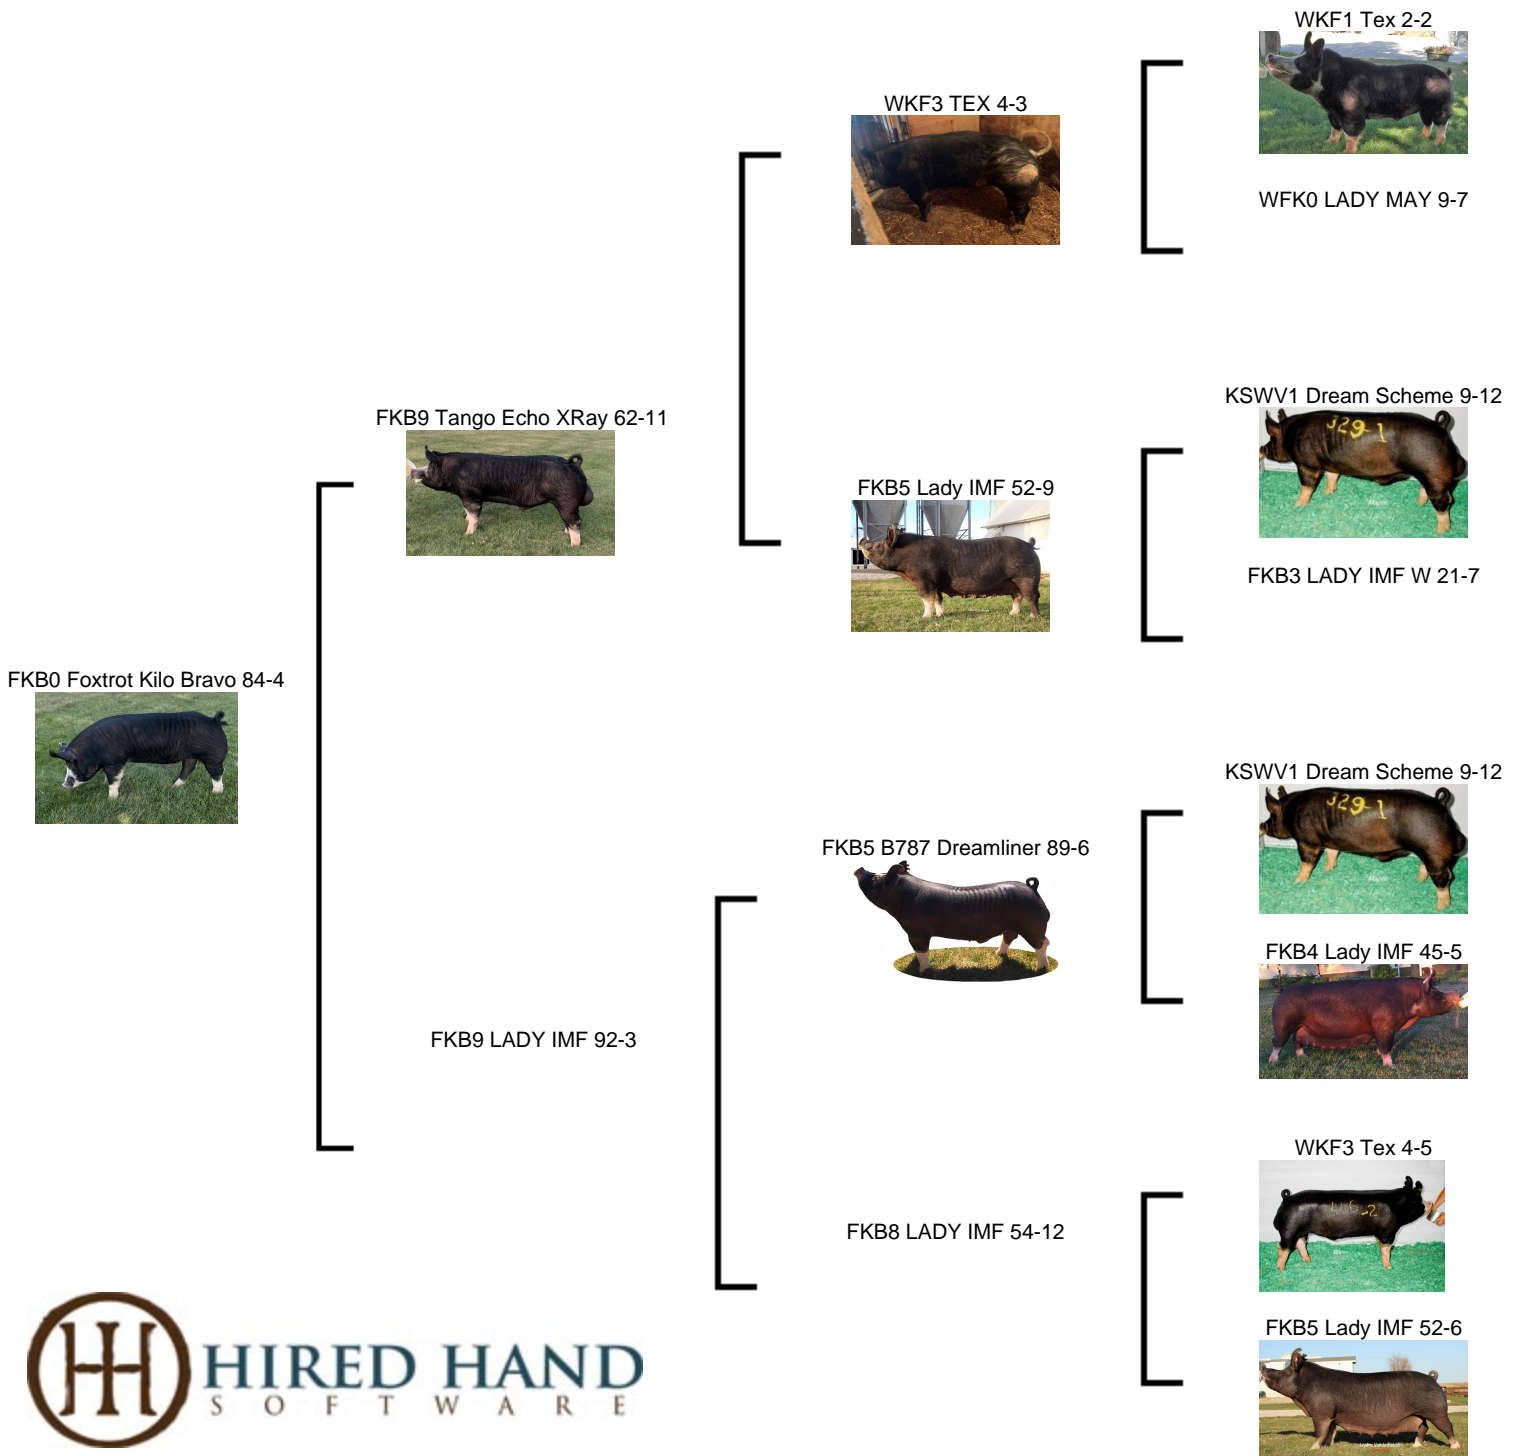 WKF1 Tex 2-2
WKF3 TEX 4-3
WFK0 LADY MAY 9-7
KSWV1 Dream Scheme 9-12
329-1
FKB9 Tango Echo XRay 62-11
FKB5 Lady IMF 52-9
FKB3 LADY IMF W 21-7
FKB0 Foxtrot Kilo Bravo 84-4
KSWV1 Dream Scheme 9-12
329-1
FKB5 B787 Dreamliner 89-6
FKB4 Lady IMF 45-5
FKB9 LADY IMF 92-3
WKF3 Tex 4-5
FKB8 LADY IMF 54-12
FKB5 Lady IMF 52-6
HIRED HAND
SOFTWARE